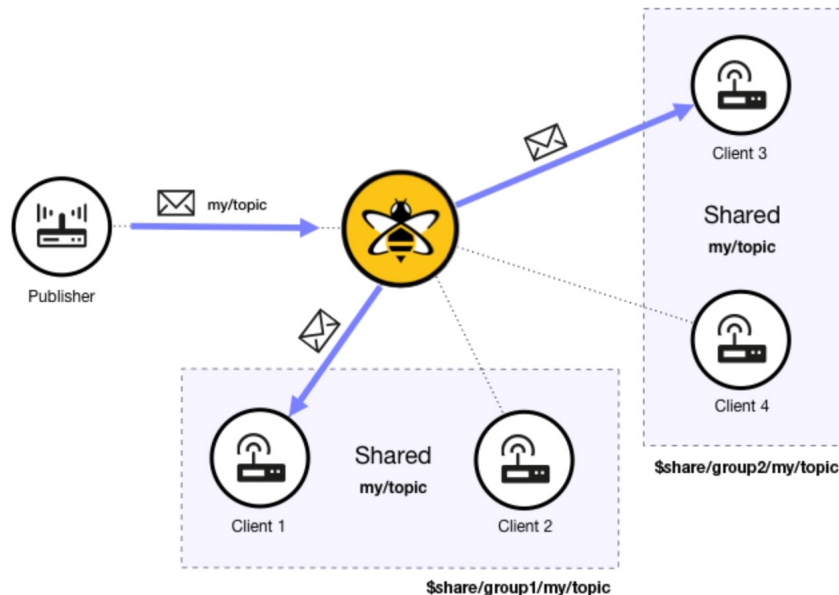 my/topic
Publisher
Client 3
Shared
my/topic
Client 4
$share/group2/my/topic
Shared
my/topic
Client 1
Client 2
$share/group1/my/topic